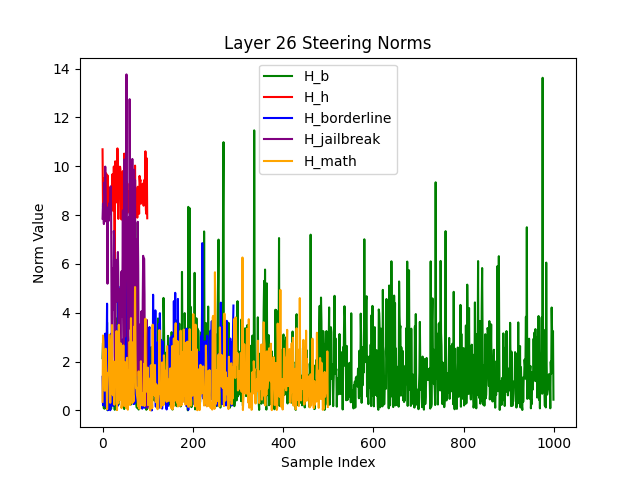 Layer 26 Steering Norms
14
12
10
8
6
4
2
0
Norm Value
H_b
H_h
H_borderline
H_jailbreak
H_math
0
200
400
600
800
1000
Sample Index